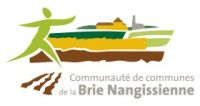 Communauté de communes
de la Brie Nangissienne